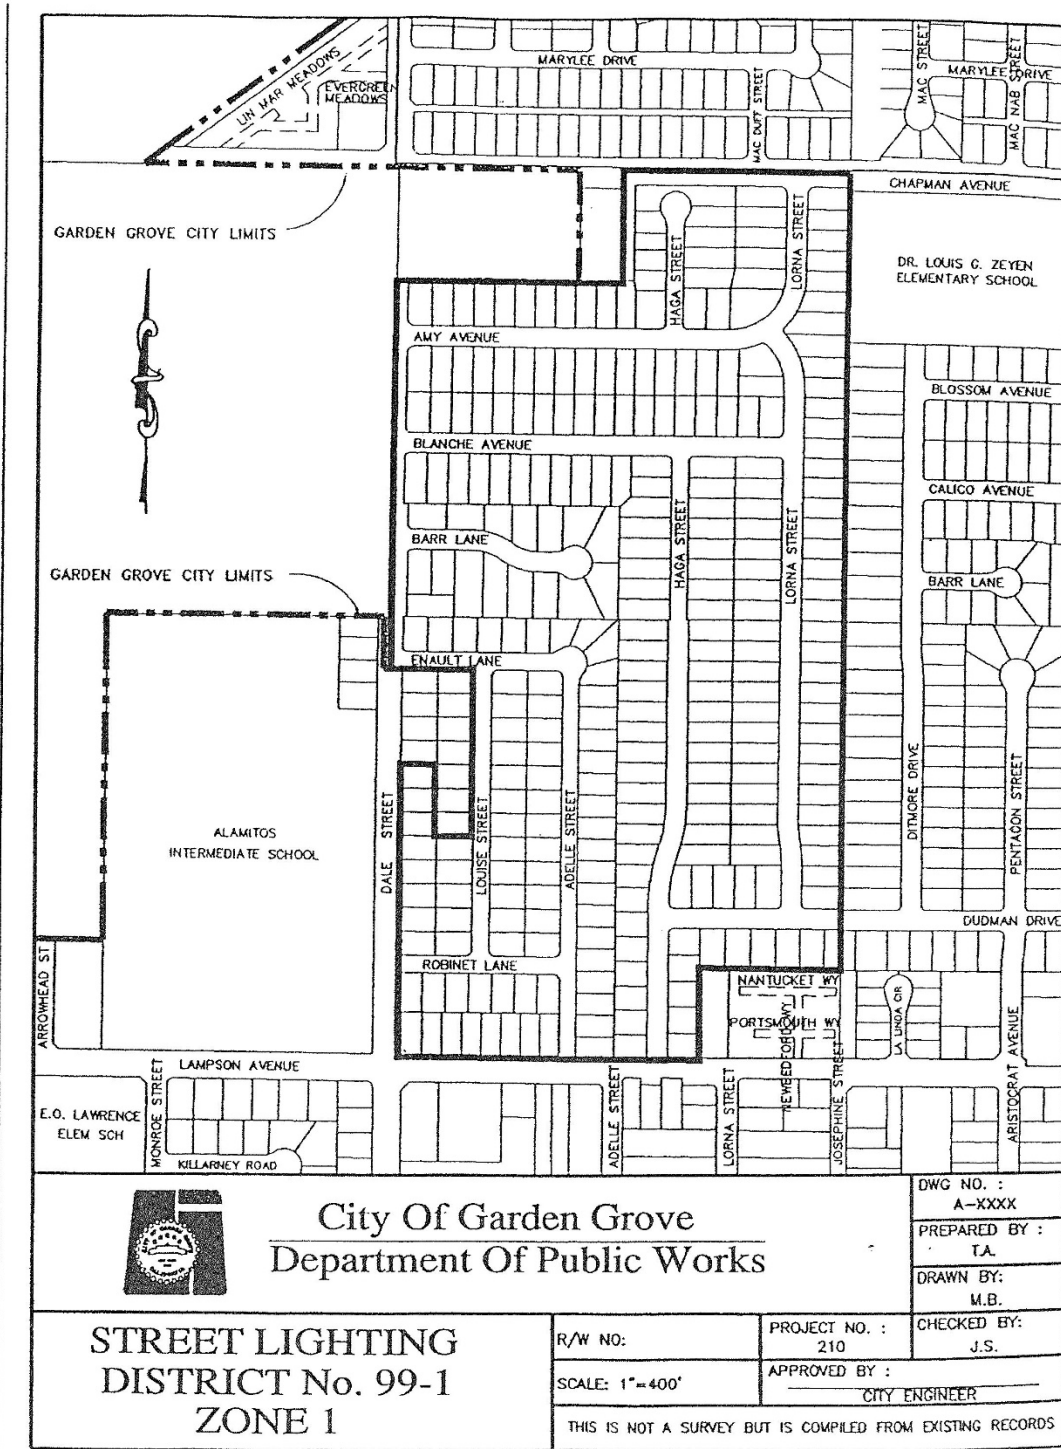 MARYLEE DRIVE
MAC STREET
MARYLEE DRIVE
MAC NAB STREET
LIN MAR MEADOWS
EVERGREEN
MEADOWS
MAC DUFF STREET
CHAPMAN AVENUE
GARDEN GROVE CITY LIMITS
HAGA STREET
LORNA STREET
DR. LOUIS G. ZEYEN
ELEMENTARY SCHOOL
AMY AVENUE
BLOSSOM AVENUE
BLANCHE AVENUE
CALICO AVENUE
HAGA STREET
LORNA STREET
BARR LANE
GARDEN GROVE CITY LIMITS
BARR LANE
ENAULT LANE
DITMORE DRIVE
PENTAGON STREET
ALAMITOS
INTERMEDIATE SCHOOL
DALE STREET
LOUISE STREET
ADELLE STREET
DUDMAN DRIVE
ARROWHEAD ST
ROBINET LANE
NANTUCKET WY
PORTSMOUTH WY
NEWBEDFORD WY
LA LINDA CIR
ARISTOCRAT AVENUE
LAMPSON AVENUE
MONROE STREET
E.O. LAWRENCE
ELEM SCH
KILLARNEY ROAD
ADELLE STREET
LORNA STREET
JOSEPHINE STREET
City Of Garden Grove
Department Of Public Works
DWG NO. :
A-XXXX
PREPARED BY :
T.A.
DRAWN BY:
M.B.
STREET LIGHTING
DISTRICT No. 99-1
ZONE 1
R/W NO:
PROJECT NO. :
210
CHECKED BY:
J.S.
SCALE: 1"=400'
APPROVED BY :
CITY ENGINEER
THIS IS NOT A SURVEY BUT IS COMPILED FROM EXISTING RECORDS